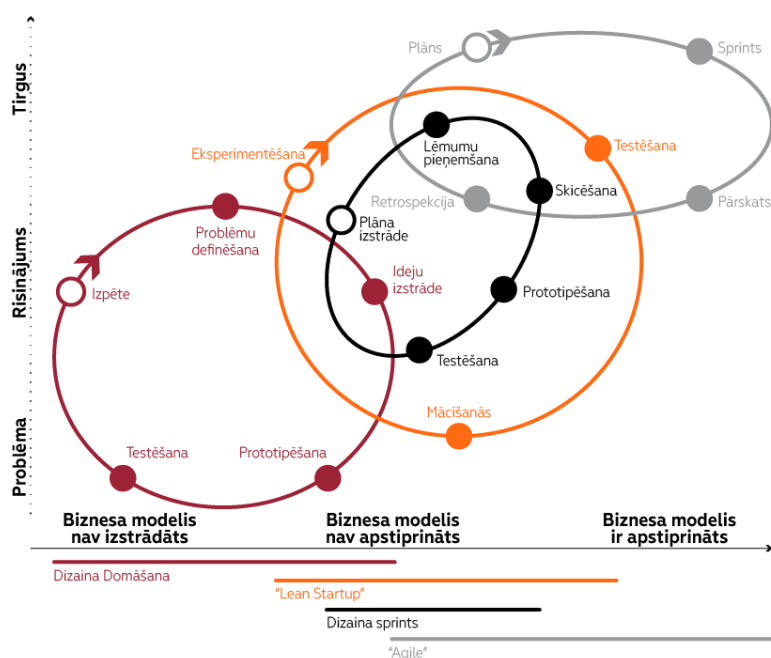 Tirgus
Risinājums
Problēma
Plāns
Sprints
Retrospekcija
Pārskats
Eksperimentēšana
Testēšana
Mācīšanās
Lēmumu
pieņemšana
Skicēšana
Plāna
izstrāde
Prototipēšana
Testēšana
Problēmu
definēšana
Izpēte
Ideju
izstrāde
Testēšana
Prototipēšana
Biznesa modelis
nav izstrādāts
Biznesa modelis
nav apstiprināts
Biznesa modelis
ir apstiprināts
Dizaina Domāšana
"Lean Startup"
Dizaina sprints
"Agile"